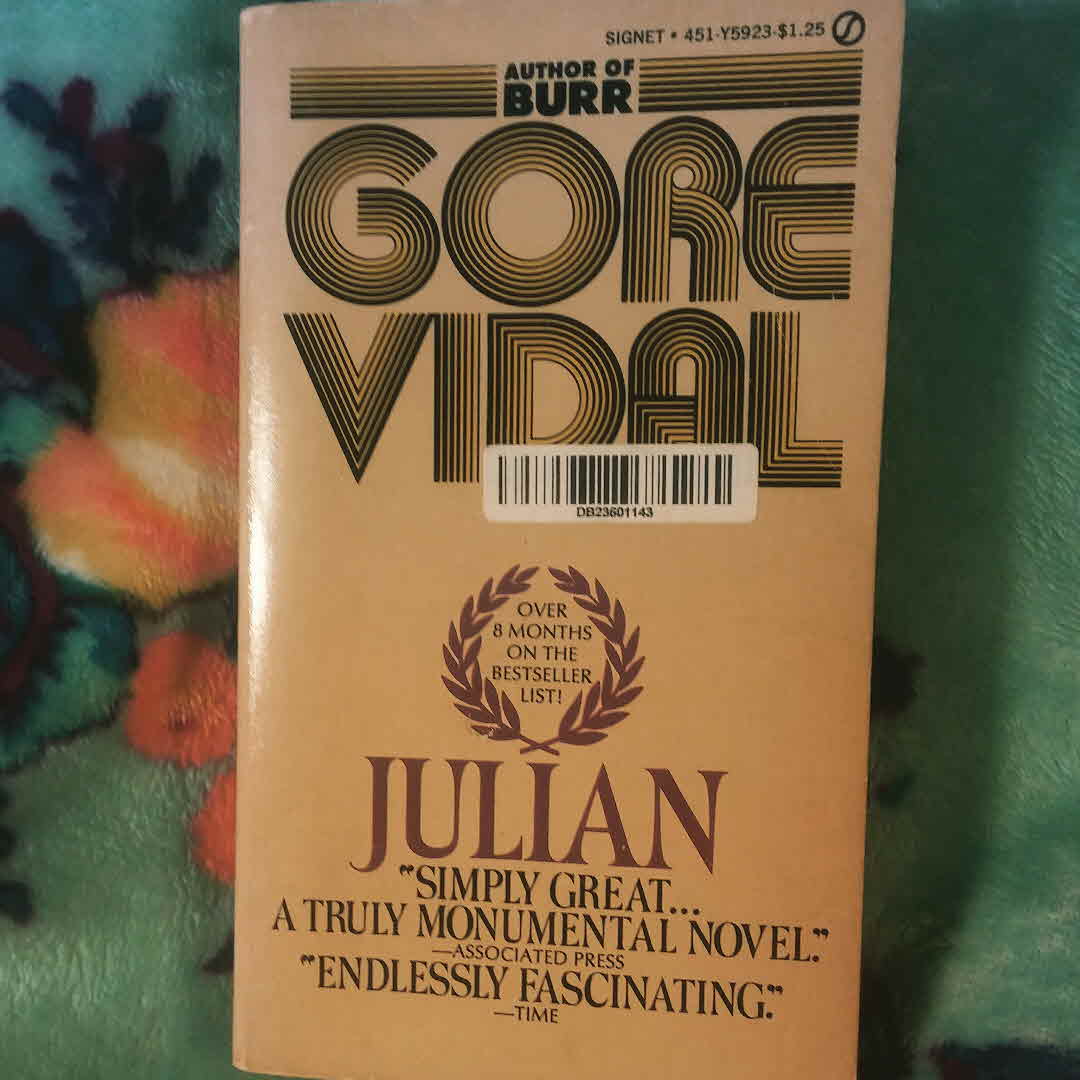 SIGNET • 451-Y5923-$1.25
AUTHOR OF
BURR
GORE
VIDAL
DB23601143
OVER
8 MONTHS
ON THE
BESTSELLER
LIST!
JULIAN
"SIMPLY GREAT...
A TRULY MONUMENTAL NOVEL."
—ASSOCIATED PRESS
"ENDLESSLY FASCINATING."
—TIME